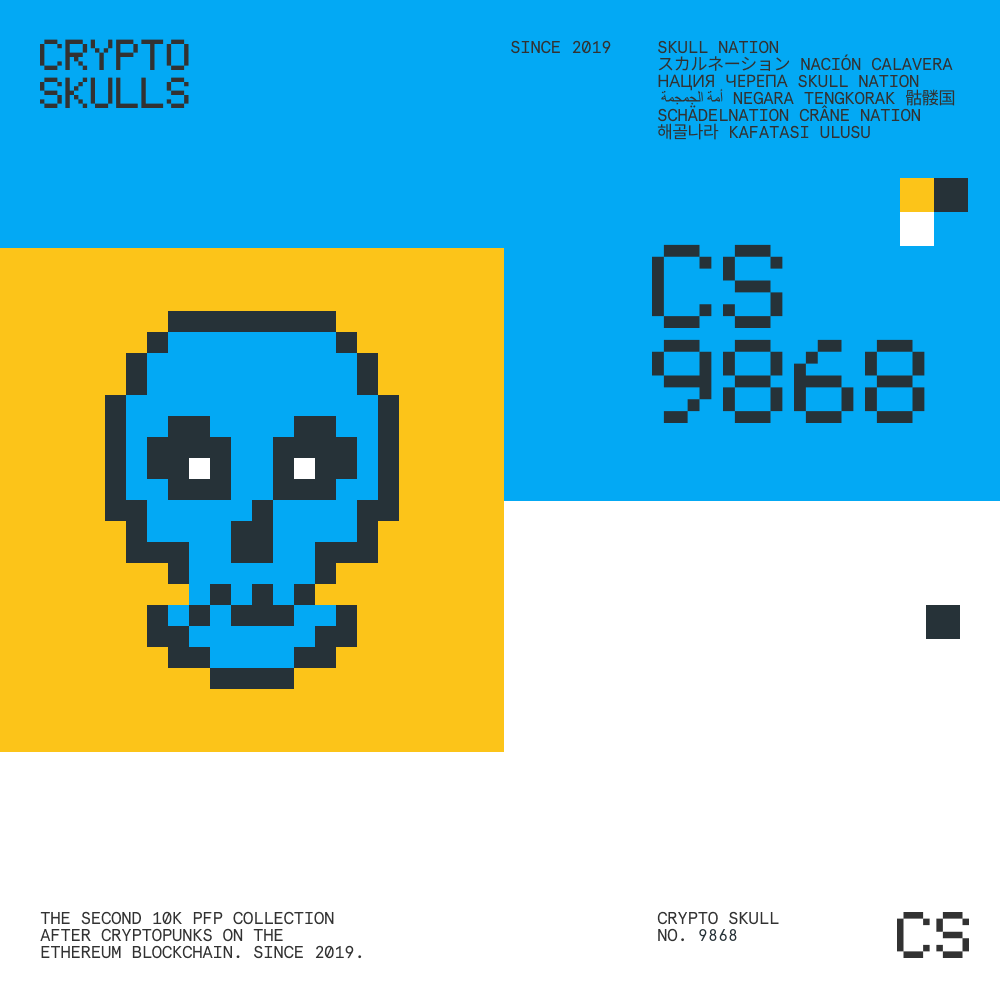 CRYPTO
SKULLS
SINCE 2019
SKULL NATION
スカルネーション NACIÓN CALAVERA
НАЦИЯ ЧЕРЕПА SKULL NATION
أمة الجمجمة NEGARA TENGKORAK 骷髅国
SCHÄDELNATION CRÂNE NATION
해골나라 KAFATASI ULUSU
CS
9868
THE SECOND 10K PFP COLLECTION
AFTER CRYPTOPUNKS ON THE
ETHEREUM BLOCKCHAIN. SINCE 2019.
CRYPTO SKULL
NO. 9868
CS